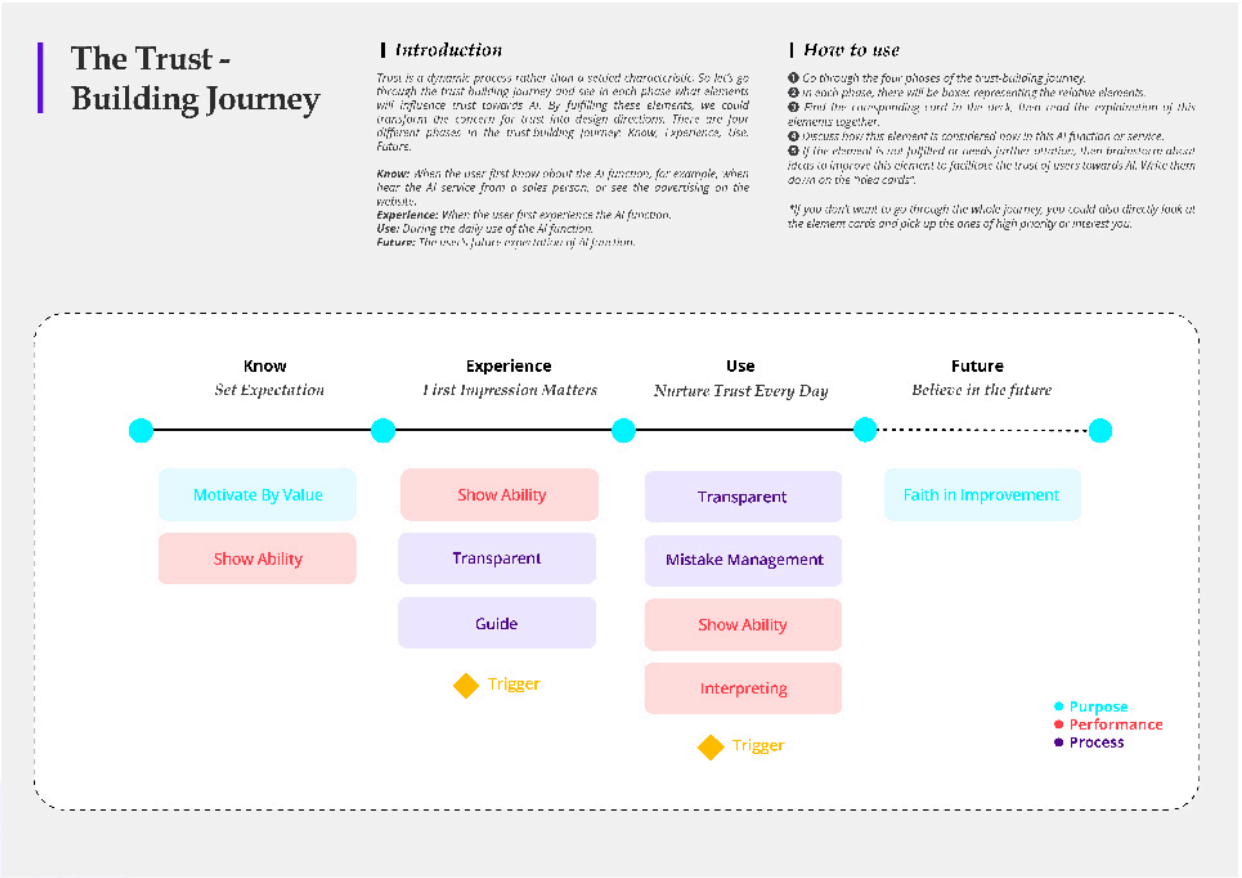 The Trust -
Building Journey
Introduction
Trust is a dynamic process rather than a settled characteristic. So let's go
through the trust building journey and see in each phase what elements
will influence trust towards AI. By fulfilling these elements, we could
transform the concern for trust into design directions. There are four
different phases in the trust building journey: Know, Experience, Use,
Future.
Know: When the user first know about the AI function, for example, when
hear the AI service from a sales person, or see the advertising on the
website.
Experience: When the user first experience the AI function.
Use: During the daily use of the AI function.
Future: The user's future expectation of AI function.
How to use
1 Go through the four phases of the trust-building journey.
2 In each phase, there will be boxes representing the relative elements.
3 Find the corresponding card in the deck, then read the explanation of this
elements together.
4 Discuss how this element is considered now in this AI function or service.
5 If the element is not fulfilled or needs further attation, then brainstorm about
ideas to improve this element to facilitate the trust of users towards AI. Write them
down on the "idea cards".
*If you don't want to go through the whole journey, you could also directly look at
the element cards and pick up the ones of high priority or interest you.
Know
Set Expectation
Experience
First Impression Matters
Use
Nurture Trust Every Day
Future
Believe in the future
Motivate By Value
Show Ability
Show Ability
Transparent
Guide
Trigger
Transparent
Mistake Management
Show Ability
Interpreting
Trigger
Faith in Improvement
Purpose
Performance
Process